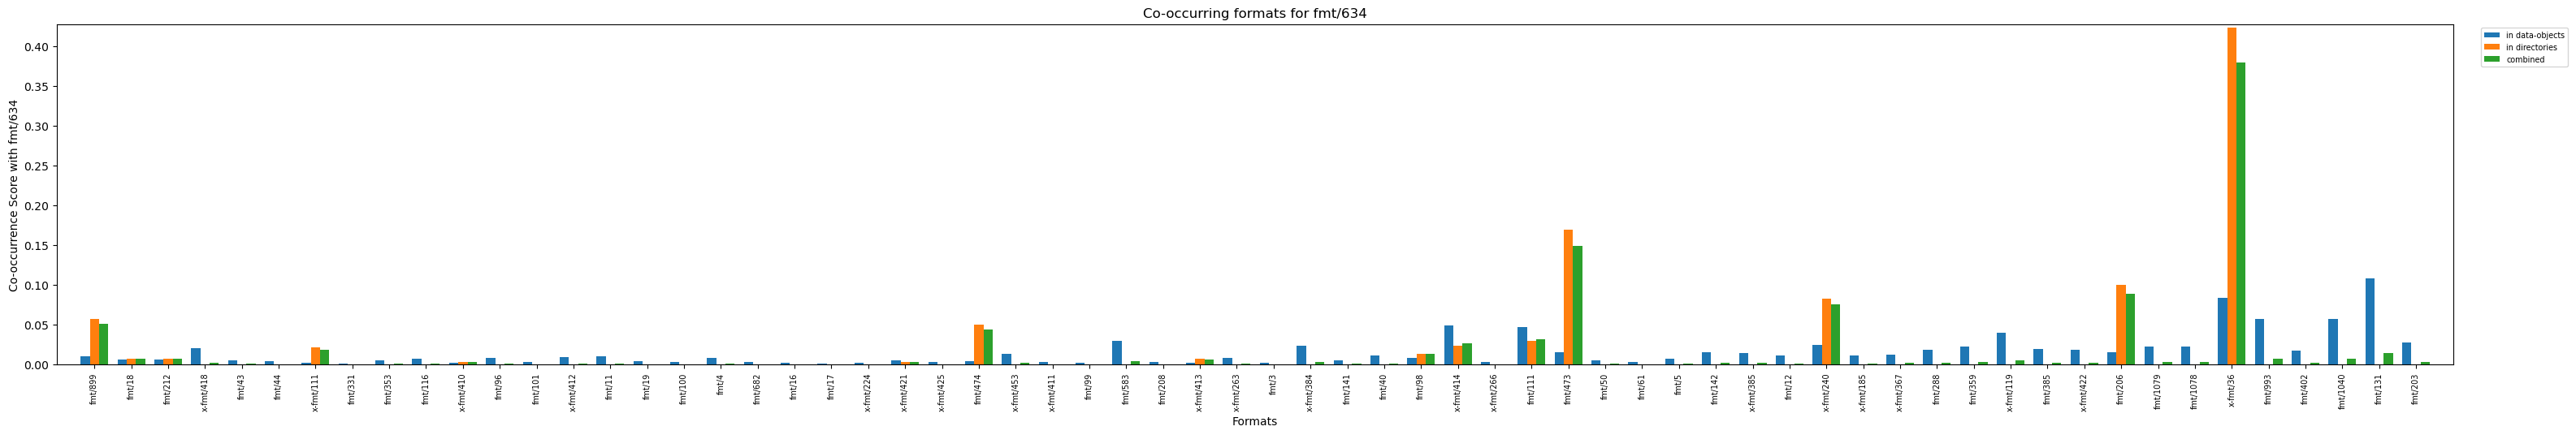 Co-occurring formats for fmt/634
in data-objects
in directories
combined
Co-occurrence Score with fmt/634
0.40
0.35
0.30
0.25
0.20
0.15
0.10
0.05
0.00
fmt/899
fmt/18
fmt/212
x-fmt/418
fmt/43
fmt/44
x-fmt/111
fmt/331
fmt/353
fmt/116
x-fmt/410
fmt/96
fmt/101
x-fmt/412
fmt/11
fmt/19
fmt/100
fmt/4
fmt/682
fmt/16
fmt/17
x-fmt/224
x-fmt/421
x-fmt/425
fmt/474
x-fmt/453
x-fmt/411
fmt/99
fmt/583
fmt/208
x-fmt/413
x-fmt/263
fmt/3
x-fmt/384
fmt/141
fmt/40
fmt/98
x-fmt/414
x-fmt/266
fmt/111
fmt/473
fmt/50
fmt/61
fmt/5
fmt/142
x-fmt/385
fmt/12
x-fmt/240
x-fmt/185
x-fmt/367
fmt/288
fmt/359
x-fmt/119
fmt/385
x-fmt/422
fmt/206
fmt/1079
fmt/1078
x-fmt/36
fmt/993
fmt/402
fmt/1040
fmt/131
fmt/203
Formats